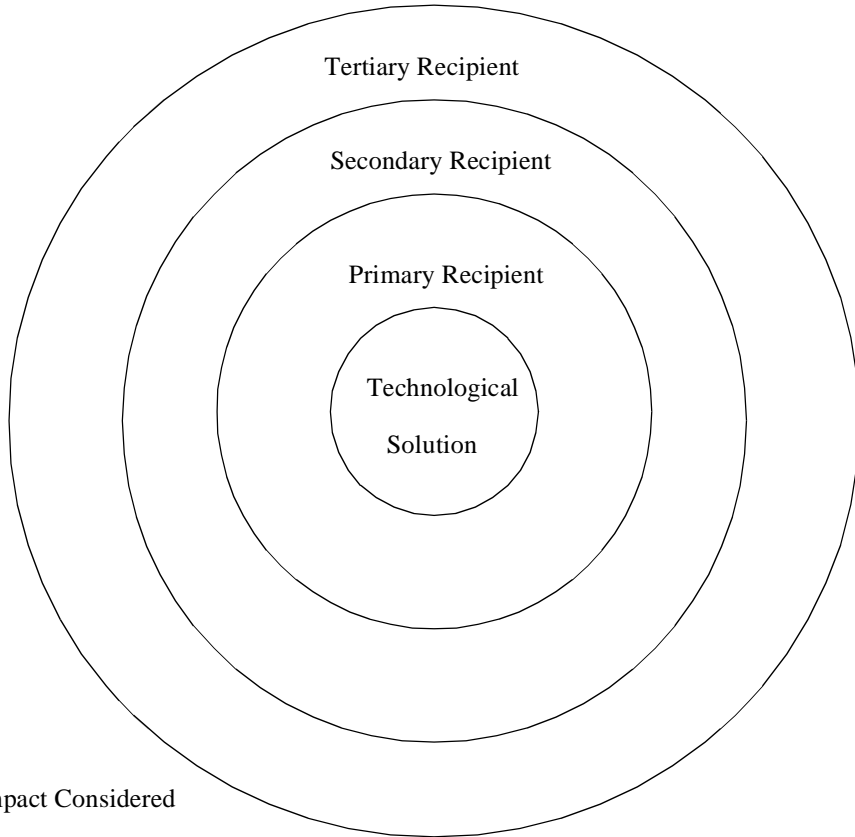 Tertiary Recipient
Secondary Recipient
Primary Recipient
Technological
Solution
Considered